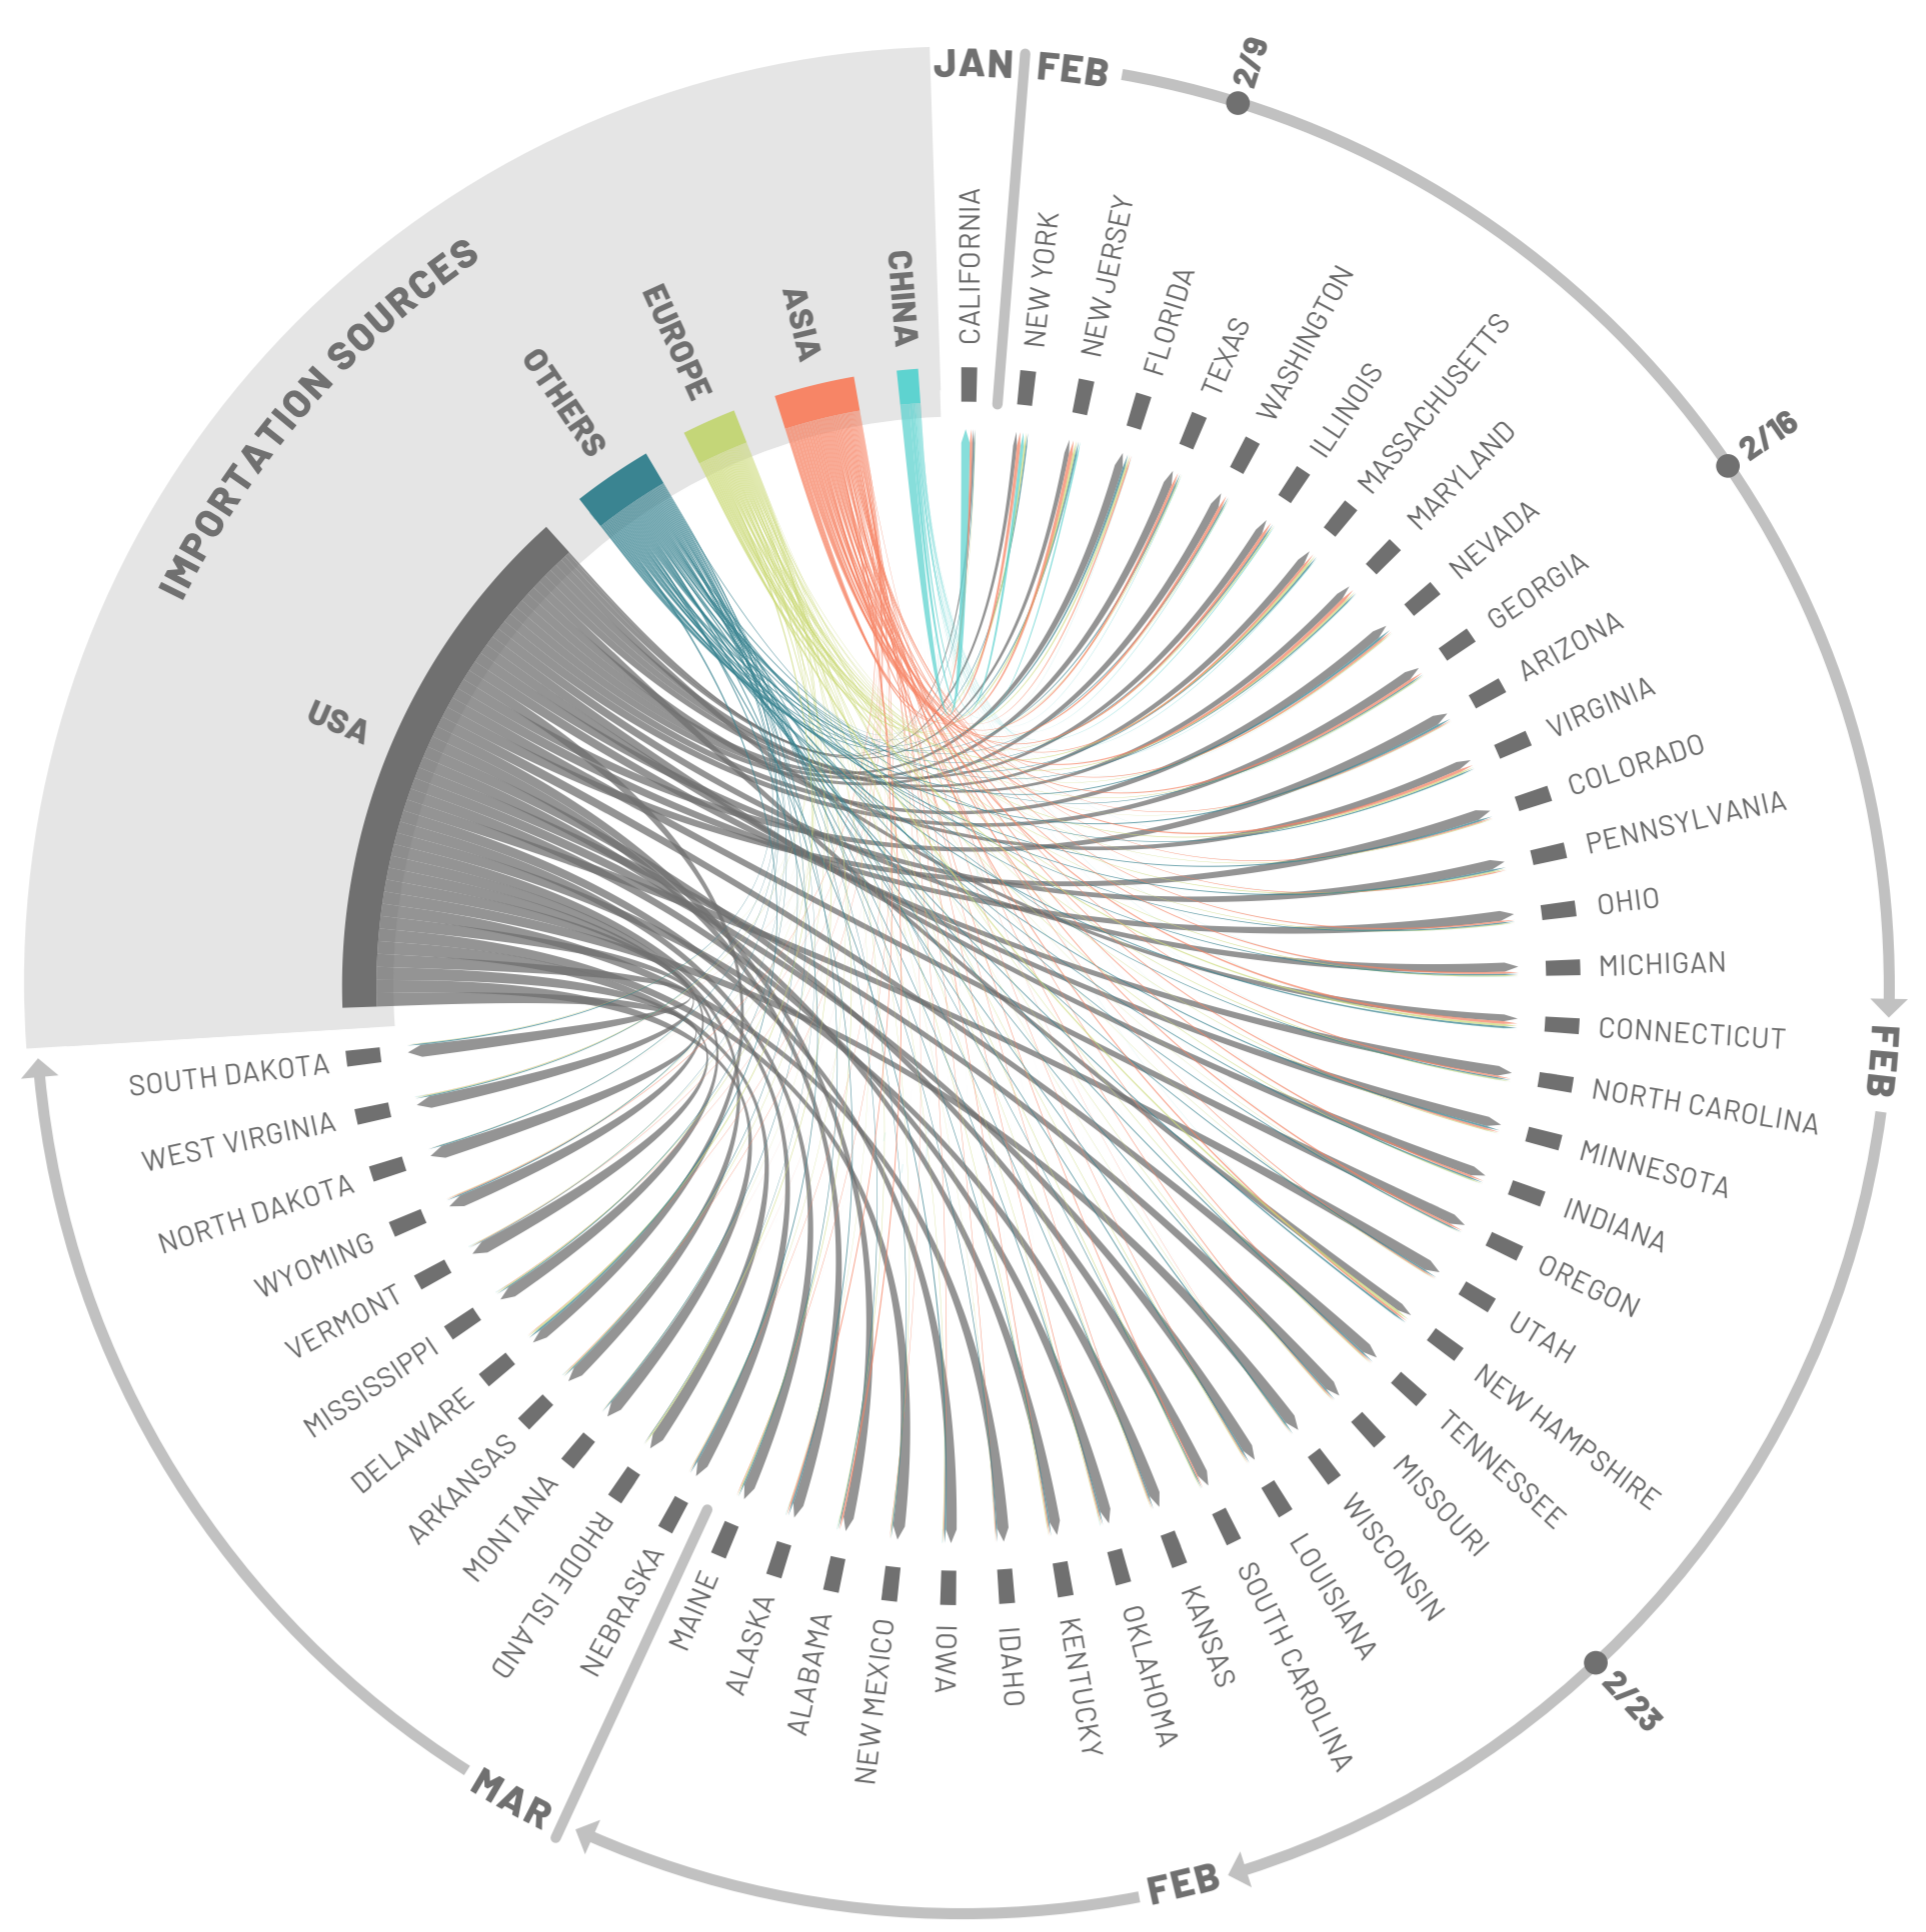 IMPORTATION SOURCES
USA
OTHERS
EUROPE
ASIA
CHINA
JAN
FEB
2/9
2/16
FEB
2/23
FEB
MAR
CALIFORNIA
NEW YORK
NEW JERSEY
FLORIDA
TEXAS
WASHINGTON
ILLINOIS
MASSACHUSETTS
MARYLAND
NEVADA
GEORGIA
ARIZONA
VIRGINIA
COLORADO
PENNSYLVANIA
OHIO
MICHIGAN
CONNECTICUT
NORTH CAROLINA
MINNESOTA
INDIANA
OREGON
UTAH
NEW HAMPSHIRE
TENNESSEE
MISSOURI
WISCONSIN
LOUISIANA
SOUTH CAROLINA
KANSAS
OKLAHOMA
KENTUCKY
IDAHO
IOWA
NEW MEXICO
ALABAMA
ALASKA
MAINE
NEBRASKA
RHODE ISLAND
MONTANA
ARKANSAS
DELAWARE
MISSISSIPPI
VERMONT
WYOMING
NORTH DAKOTA
WEST VIRGINIA
SOUTH DAKOTA